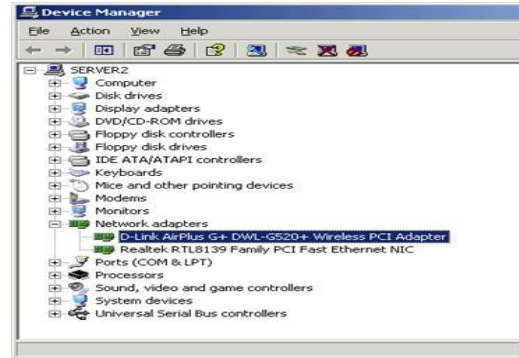 Device Manager
File Action View Help
SERVER2
Computer
Disk drives
Display adapters
DVD/CD-ROM drives
Floppy disk controllers
Floppy disk drives
IDE ATA/ATAPI controllers
Keyboards
Mice and other pointing devices
Modems
Monitors
Network adapters
D-Link AirPlus G+ DWL-G520+ Wireless PCI Adapter
Realtek RTL8139 Family PCI Fast Ethernet NIC
Ports (COM & LPT)
Processors
Sound, video and game controllers
System devices
Universal Serial Bus controllers